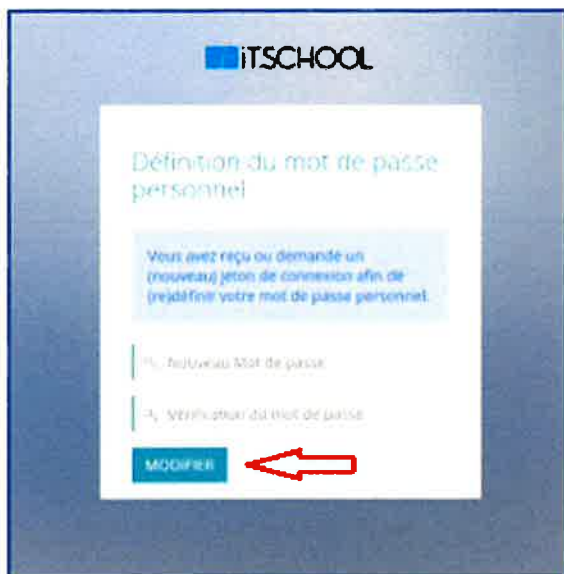 iTSCHOOL
Définition du mot de passe
personnel
Vous avez reçu ou demandé un
(nouveau) jeton de connexion afin de
(re)définir votre mot de passe personnel.
Nouveau Mot de passe
Vérification du mot de passe
MODIFIER